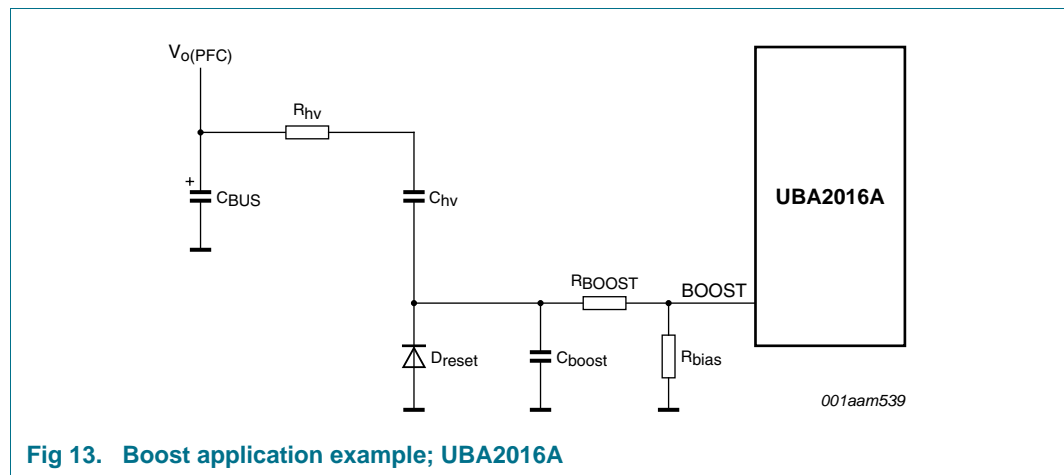 Vo(PFC)
Rhv
+
CBUS
Chv
UBA2016A
RBOOST
BOOST
Dreset
Cboost
Rbias
001aam539
Fig 13. Boost application example; UBA2016A